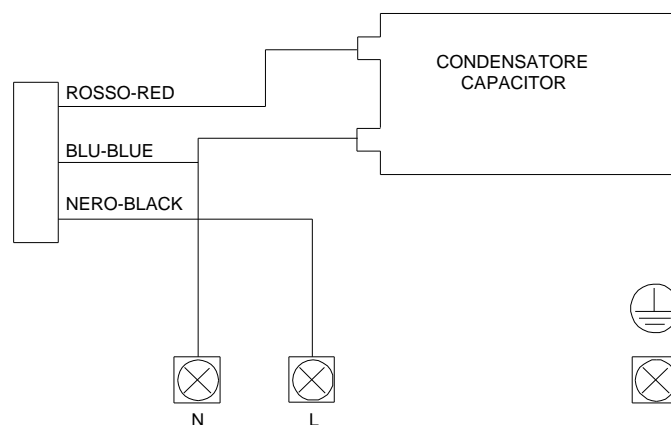 CONDENSATORE
CAPACITOR
ROSSO-RED
BLU-BLUE
NERO-BLACK
N
L